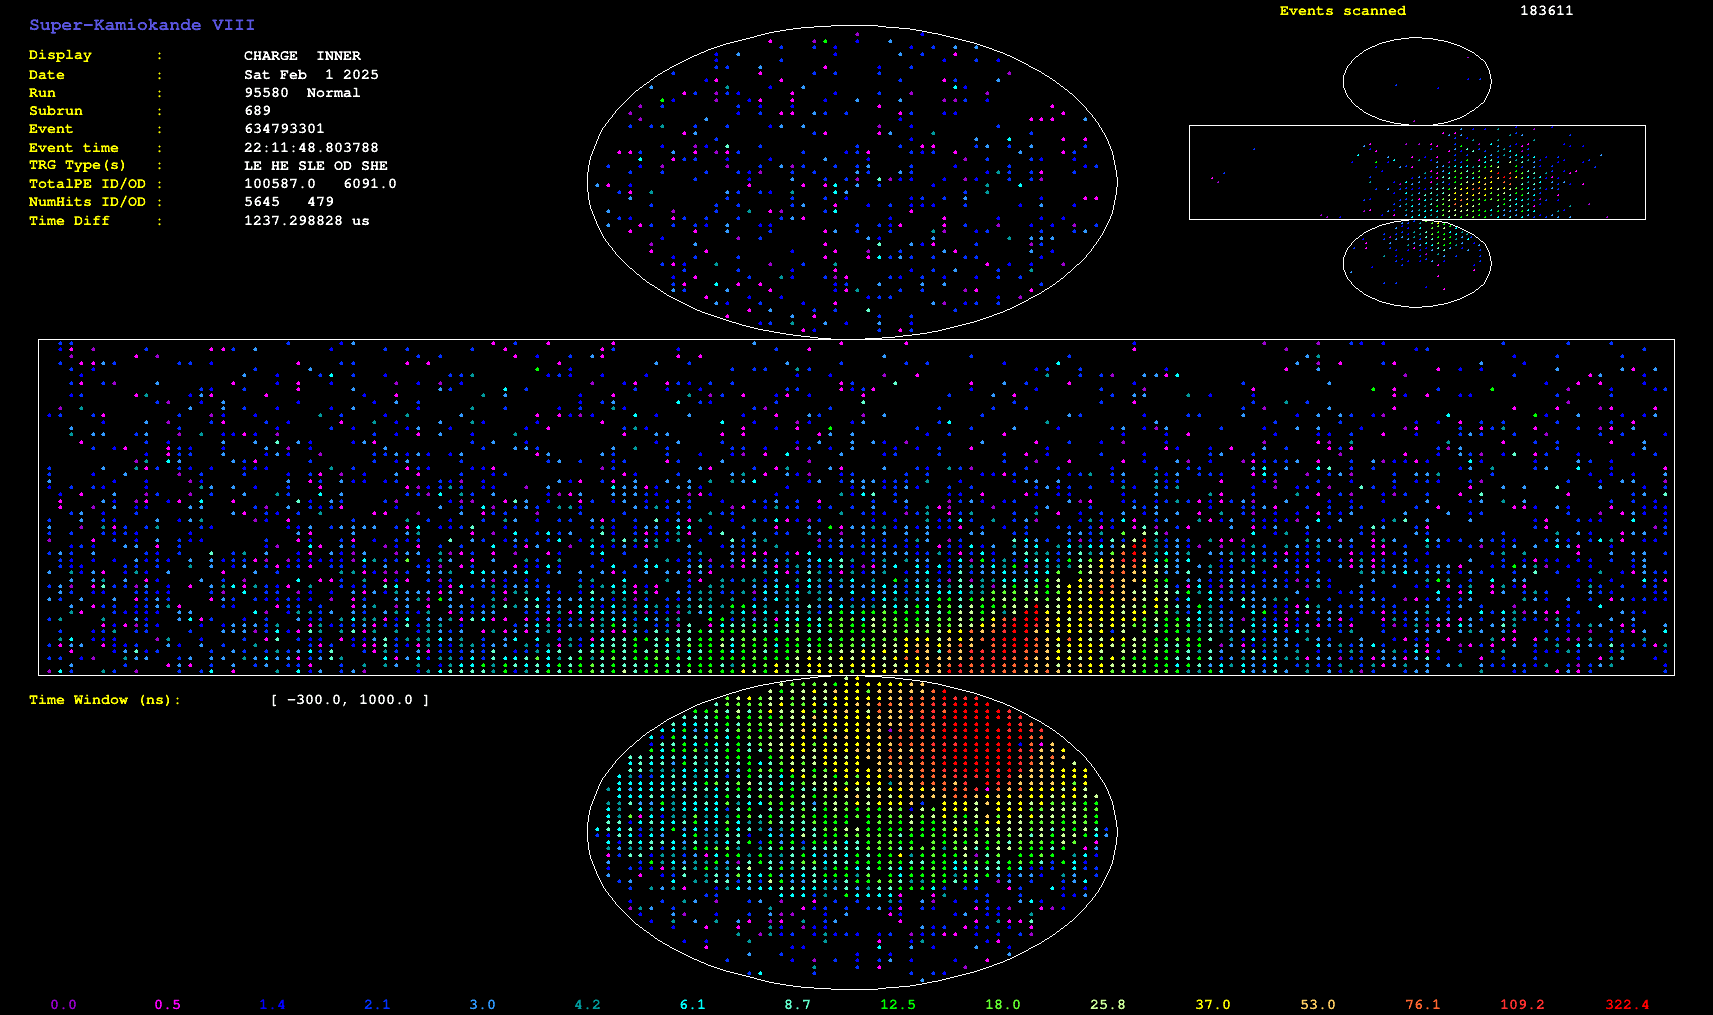 Super-Kamiokande VIII
Events scanned 183611
Display : CHARGE INNER
Date : Sat Feb 1 2025
Run : 95580 Normal
Subrun : 689
Event : 634793301
Event time : 22:11:48.803788
TRG Type(s) : LE HE SLE OD SHE
TotalPE ID/OD : 100587.0 6091.0
NumHits ID/OD : 5645 479
Time Diff : 1237.298828 us
Time Window (ns): [ -300.0, 1000.0 ]
0.0 0.5 1.4 2.1 3.0 4.2 6.1 8.7 12.5 18.0 25.8 37.0 53.0 76.1 109.2 322.4